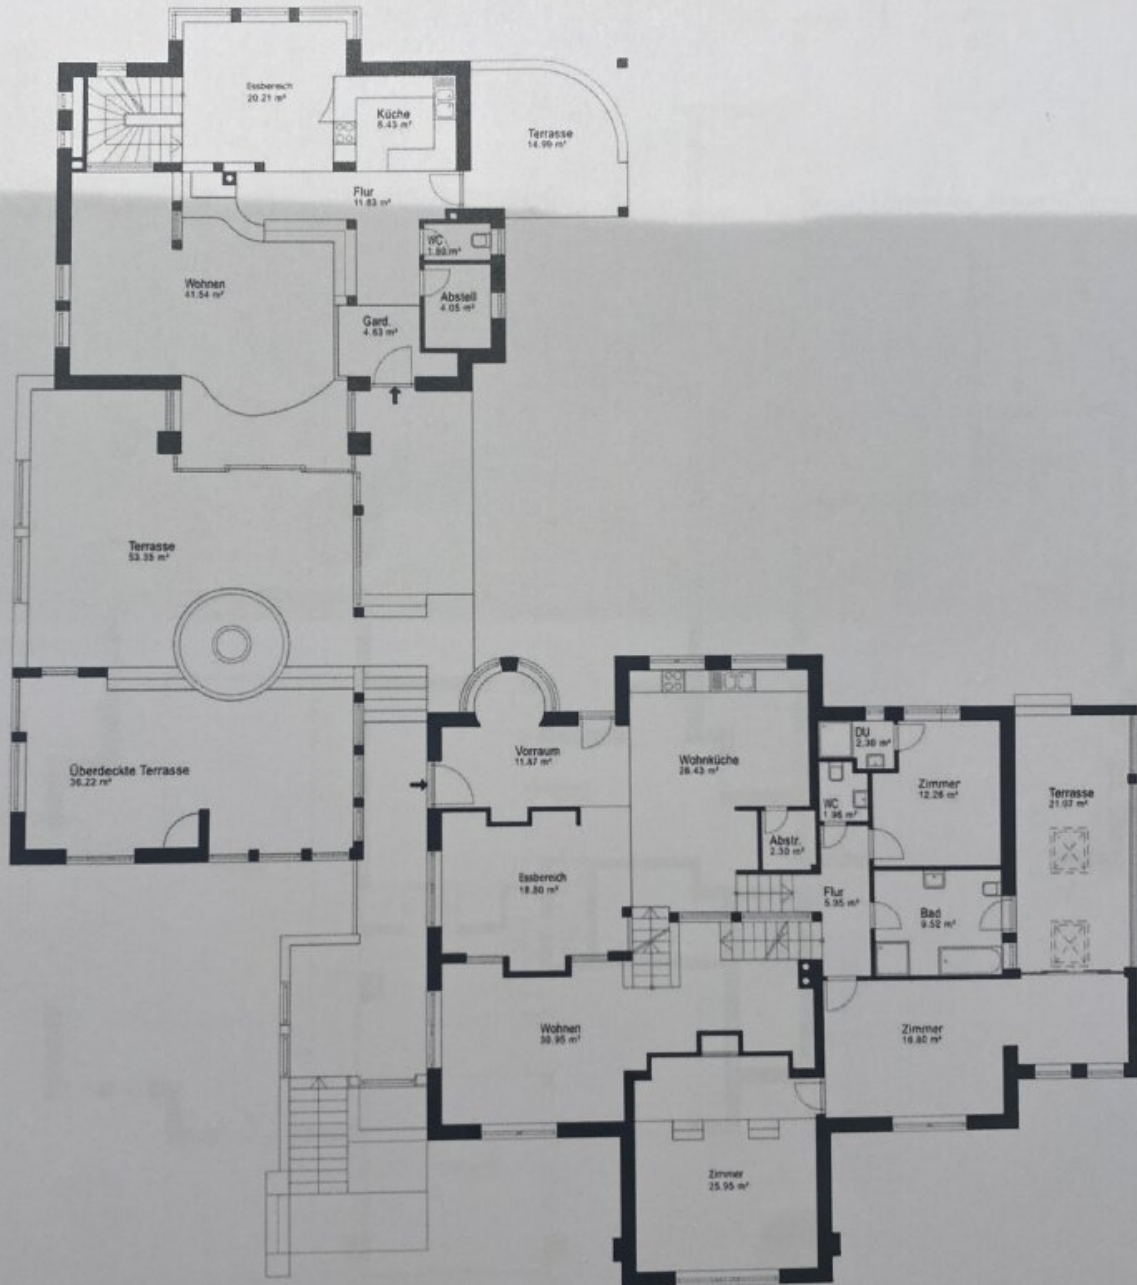 Essbereich
20.21 m²
Küche
8.43 m²
Terrasse
14.99 m²
Flur
11.83 m²
WC
1.80 m²
Wohnen
41.54 m²
Abstell
4.05 m²
Gard.
4.63 m²
Terrasse
53.35 m²
Überdeckte Terrasse
36.22 m²
Vorraum
11.87 m²
Wohnküche
26.43 m²
DU
2.30 m²
Zimmer
12.26 m²
Terrasse
21.07 m²
WC
1.96 m²
Abstr.
2.30 m²
Essbereich
18.80 m²
Flur
5.95 m²
Bad
9.52 m²
Wohnen
38.95 m²
Zimmer
16.80 m²
Zimmer
25.95 m²